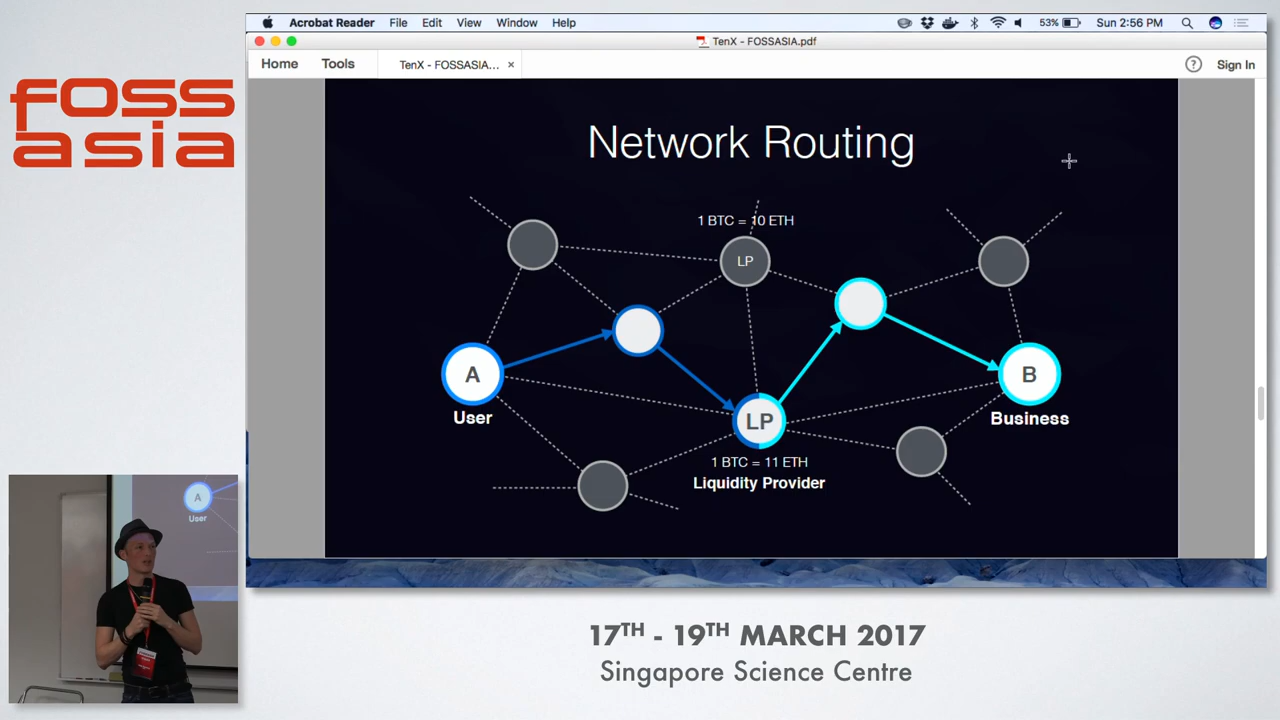 foss
asia
Acrobat Reader File Edit View Window Help 53% Sun 2:56 PM
TenX - FOSSASIA.pdf
Home Tools TenX - FOSSASIA... × ? Sign In
Network Routing
1 BTC = 10 ETH
LP
A
User
B
Business
LP
1 BTC = 11 ETH
Liquidity Provider
A
User
17TH - 19TH MARCH 2017
Singapore Science Centre